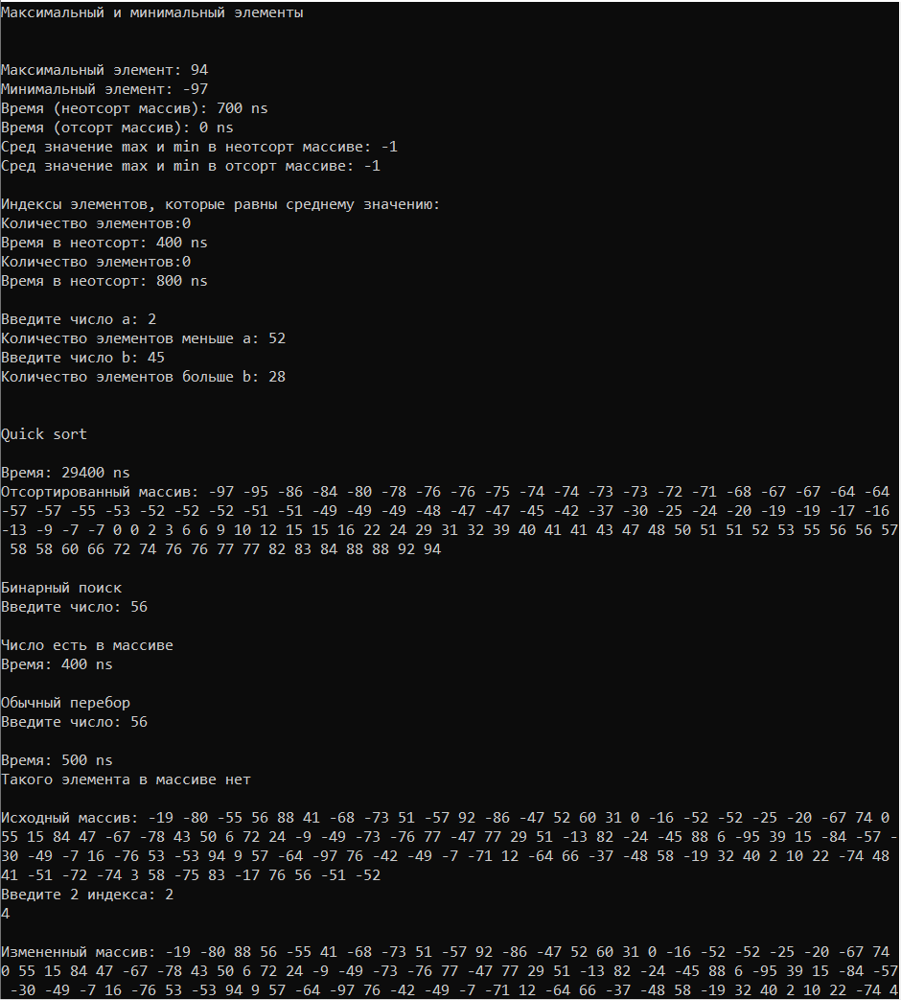 Максимальный и минимальный элементы
Максимальный элемент: 94
Минимальный элемент: -97
Время (неотсорт массив): 700 ns
Время (отсорт массив): 0 ns
Сред значение max и min в неотсорт массиве: -1
Сред значение max и min в отсорт массиве: -1
Индексы элементов, которые равны среднему значению:
Количество элементов:0
Время в неотсорт: 400 ns
Количество элементов:0
Время в неотсорт: 800 ns
Введите число a: 2
Количество элементов меньше a: 52
Введите число b: 45
Количество элементов больше b: 28
Quick sort
Время: 29400 ns
Отсортированный массив: -97 -95 -86 -84 -80 -78 -76 -76 -75 -74 -74 -73 -73 -72 -71 -68 -67 -67 -64 -64
-57 -57 -55 -53 -52 -52 -52 -51 -51 -49 -49 -49 -48 -47 -47 -45 -42 -37 -30 -25 -24 -20 -19 -19 -17 -16
-13 -9 -7 -7 0 0 2 3 6 6 9 10 12 15 15 16 22 24 29 31 32 39 40 41 41 43 47 48 50 51 51 52 53 55 56 56 57
58 58 60 66 72 74 76 76 77 77 82 83 84 88 88 92 94
Бинарный поиск
Введите число: 56
Число есть в массиве
Время: 400 ns
Обычный перебор
Введите число: 56
Время: 500 ns
Такого элемента в массиве нет
Исходный массив: -19 -80 -55 56 88 41 -68 -73 51 -57 92 -86 -47 52 60 31 0 -16 -52 -52 -25 -20 -67 74 0
55 15 84 47 -67 -78 43 50 6 72 24 -9 -49 -73 -76 77 -47 77 29 51 -13 82 -24 -45 88 6 -95 39 15 -84 -57 -
30 -49 -7 16 -76 53 -53 94 9 57 -64 -97 76 -42 -49 -7 -71 12 -64 66 -37 -48 58 -19 32 40 2 10 22 -74 48
41 -51 -72 -74 3 58 -75 83 -17 76 56 -51 -52
Введите 2 индекса: 2
4
Измененный массив: -19 -80 88 56 -55 41 -68 -73 51 -57 92 -86 -47 52 60 31 0 -16 -52 -52 -25 -20 -67 74
0 55 15 84 47 -67 -78 43 50 6 72 24 -9 -49 -73 -76 77 -47 77 29 51 -13 82 -24 -45 88 6 -95 39 15 -84 -57
-30 -49 -7 16 -76 53 -53 94 9 57 -64 -97 76 -42 -49 -7 -71 12 -64 66 -37 -48 58 -19 32 40 2 10 22 -74 4